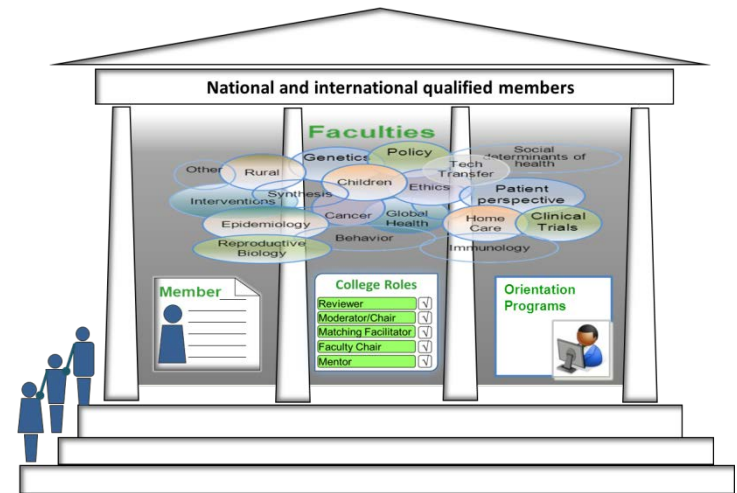 National and international qualified members
Faculties
Other
Rural
Genetics
Policy
Tech
Transfer
Social
determinants of
health
Interventions
Synthesis
Children
Ethics
Patient
perspective
Epidemiology
Cancer
Global
Health
Home
Care
Clinical
Trials
Reproductive
Biology
Behavior
Immunology
Member
College Roles
Reviewer √
Moderator/Chair √
Matching Facilitator √
Faculty Chair √
Mentor √
Orientation
Programs